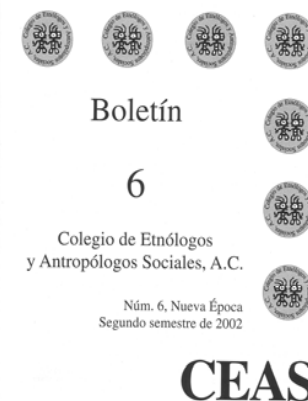 Boletín
6
Colegio de Etnólogos
y Antropólogos Sociales, A.C.
Núm. 6, Nueva Época
Segundo semestre de 2002
CEAS